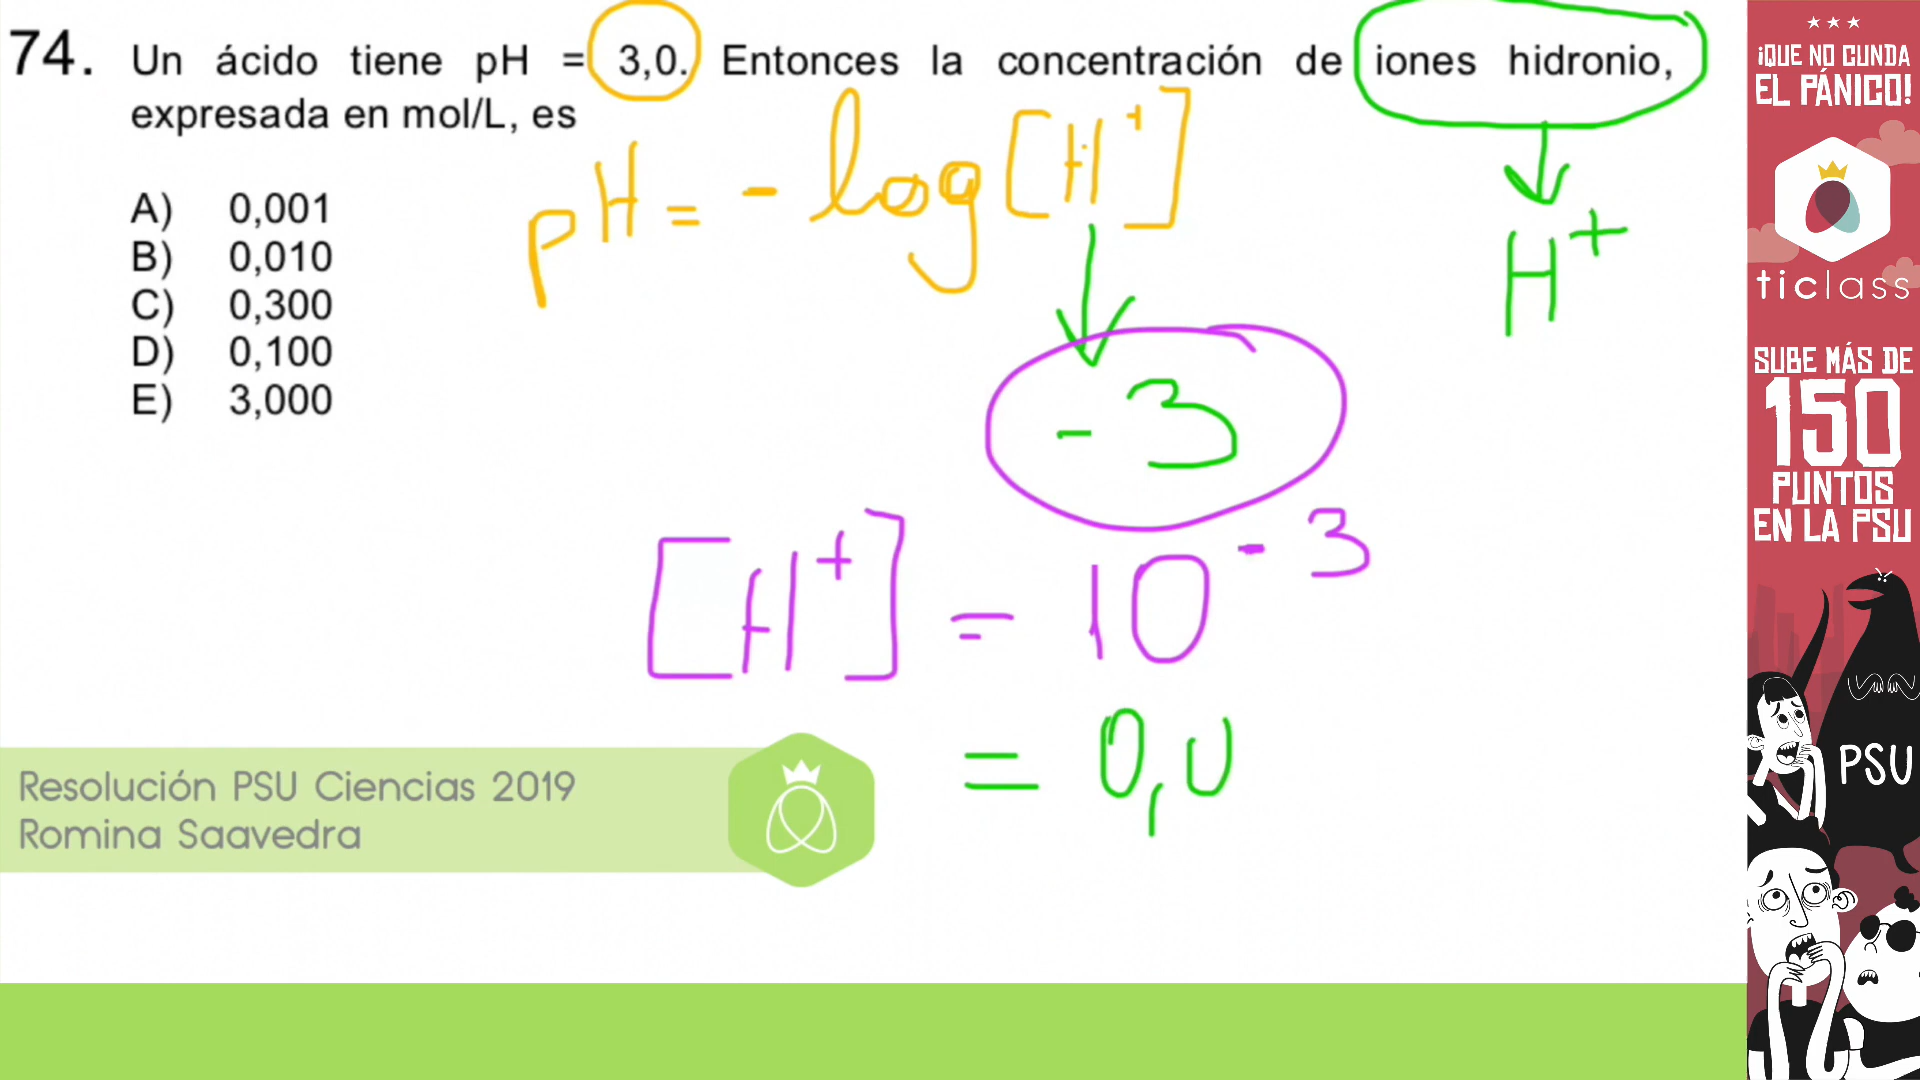 74. Un ácido tiene pH = 3,0. Entonces la concentración de iones hidronio,
expresada en mol/L, es
pH = - log [H⁺]
H⁺
A) 0,001
B) 0,010
C) 0,300
D) 0,100
E) 3,000
- 3
[H⁺] = 10⁻³
= 0,0
Resolución PSU Ciencias 2019
Romina Saavedra
¡QUE NO CUNDA
EL PÁNICO!
ticlass
SUBE MÁS DE
150
PUNTOS
EN LA PSU
PSU